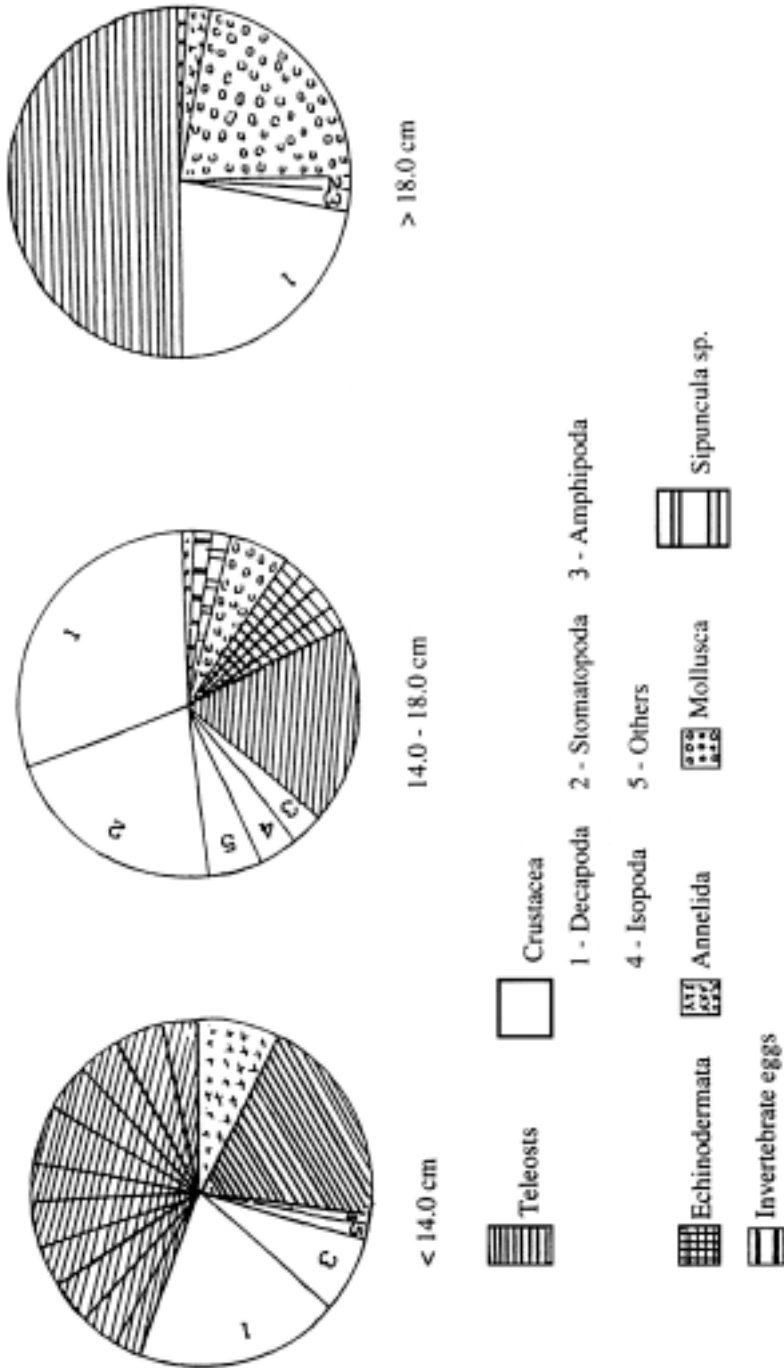 1
3
5
4
< 14.0 cm
1
2
5
4
3
14.0 - 18.0 cm
1
2
3
> 18.0 cm
Teleosts
Crustacea
1 - Decapoda
2 - Stomatopoda
3 - Amphipoda
4 - Isopoda
5 - Others
Echinodermata
Annelida
Mollusca
Sipuncula sp.
Invertebrate eggs